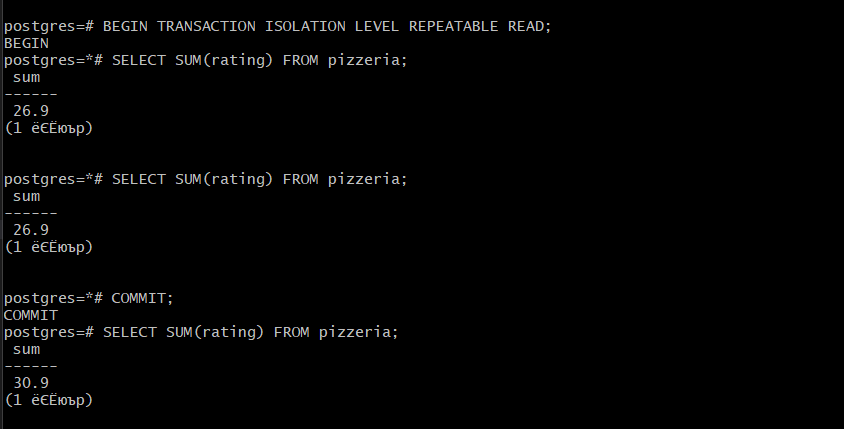 postgres=# BEGIN TRANSACTION ISOLATION LEVEL REPEATABLE READ;
BEGIN
postgres=*# SELECT SUM(rating) FROM pizzeria;
 sum
------
 26.9
(1 ёЄЁюър)
postgres=*# SELECT SUM(rating) FROM pizzeria;
 sum
------
 26.9
(1 ёЄЁюър)
postgres=*# COMMIT;
COMMIT
postgres=# SELECT SUM(rating) FROM pizzeria;
 sum
------
 30.9
(1 ёЄЁюър)